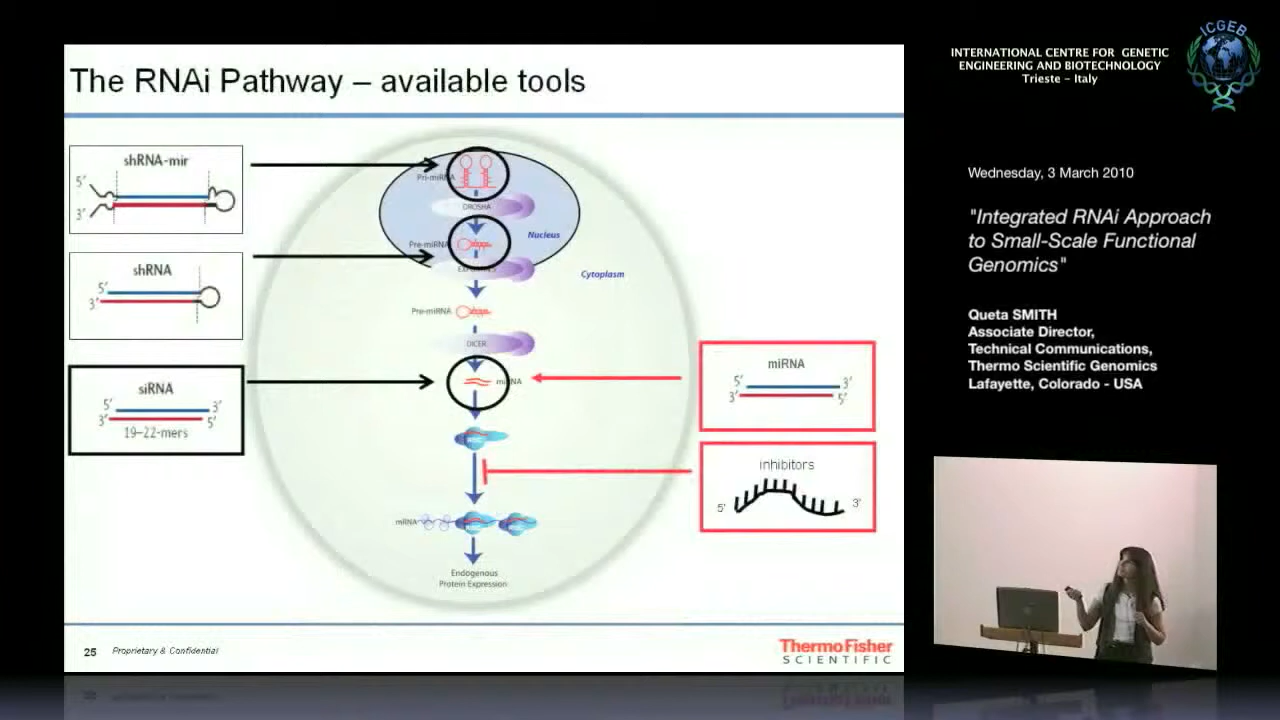 The RNAi Pathway – available tools
shRNA-mir
5'
3'
shRNA
5'
3'
siRNA
5' 3'
3' 5'
19–22-mers
Pri-miRNA
DROSHA
Nucleus
Pre-miRNA
Cytoplasm
Pre-miRNA
DICER
miRNA
RISC
mRNA
Endogenous
Protein Expression
miRNA
5' 3'
3' 5'
inhibitors
5' 3'
25 Proprietary & Confidential
ThermoFisher
SCIENTIFIC
INTERNATIONAL CENTRE FOR GENETIC
ENGINEERING AND BIOTECHNOLOGY
Trieste – Italy
ICGEB
Wednesday, 3 March 2010
"Integrated RNAi Approach
to Small-Scale Functional
Genomics"
Queta SMITH
Associate Director,
Technical Communications,
Thermo Scientific Genomics
Lafayette, Colorado - USA